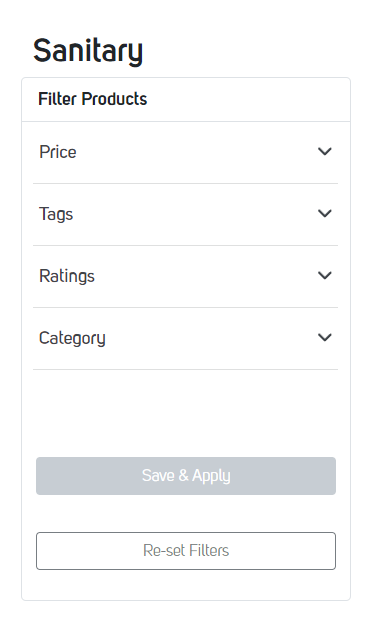 Sanitary
Filter Products
Price
Tags
Ratings
Category
Save & Apply
Re-set Filters